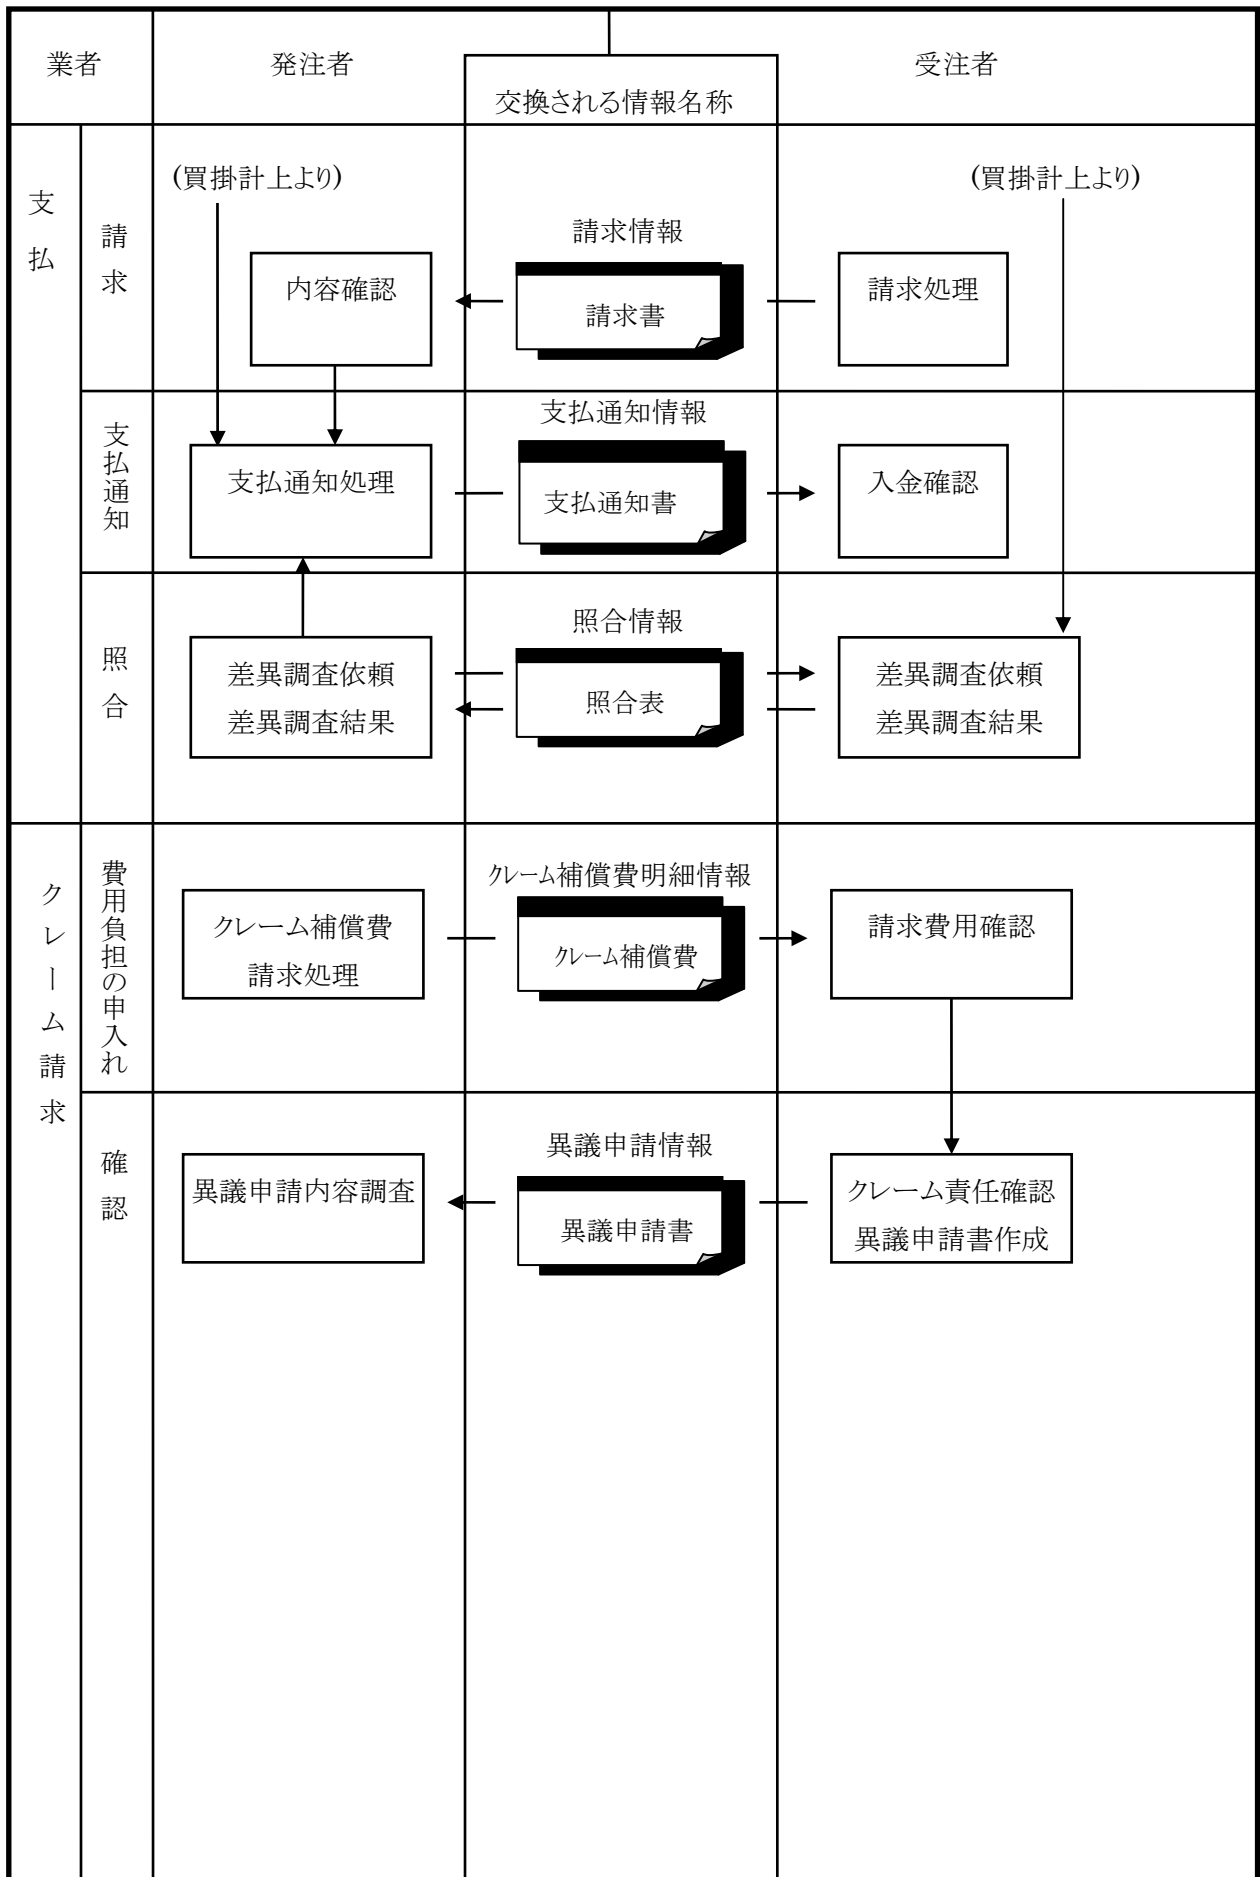 業者
発注者
交換される情報名称
受注者
支払
請求
(買掛計上より)
(買掛計上より)
請求情報
内容確認
請求書
請求処理
支払通知
支払通知情報
支払通知処理
支払通知書
入金確認
照合
照合情報
差異調査依頼
差異調査結果
照合表
差異調査依頼
差異調査結果
クレーム請求
費用負担の申入れ
クレーム補償費明細情報
クレーム補償費
請求処理
クレーム補償費
請求費用確認
確認
異議申請情報
異議申請内容調査
異議申請書
クレーム責任確認
異議申請書作成